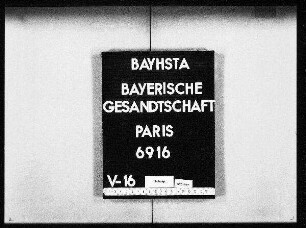 BAYHSTA
BAYERISCHE
GESANDTSCHAFT
PARIS
6916
V-16